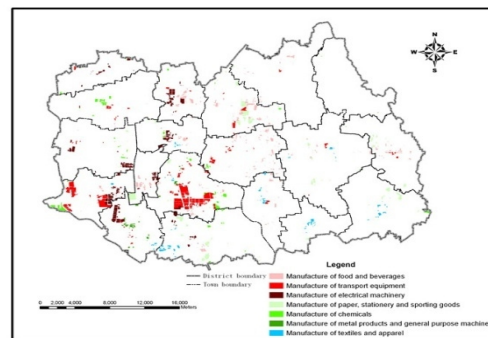 N
W E
S
Legend
District boundary
Town boundary
Manufacture of food and beverages
Manufacture of transport equipment
Manufacture of electrical machinery
Manufacture of paper, stationery and sporting goods
Manufacture of chemicals
Manufacture of metal products and general purpose machine
Manufacture of textiles and apparel
0 2,000 4,000 8,000 12,000 16,000
Meters